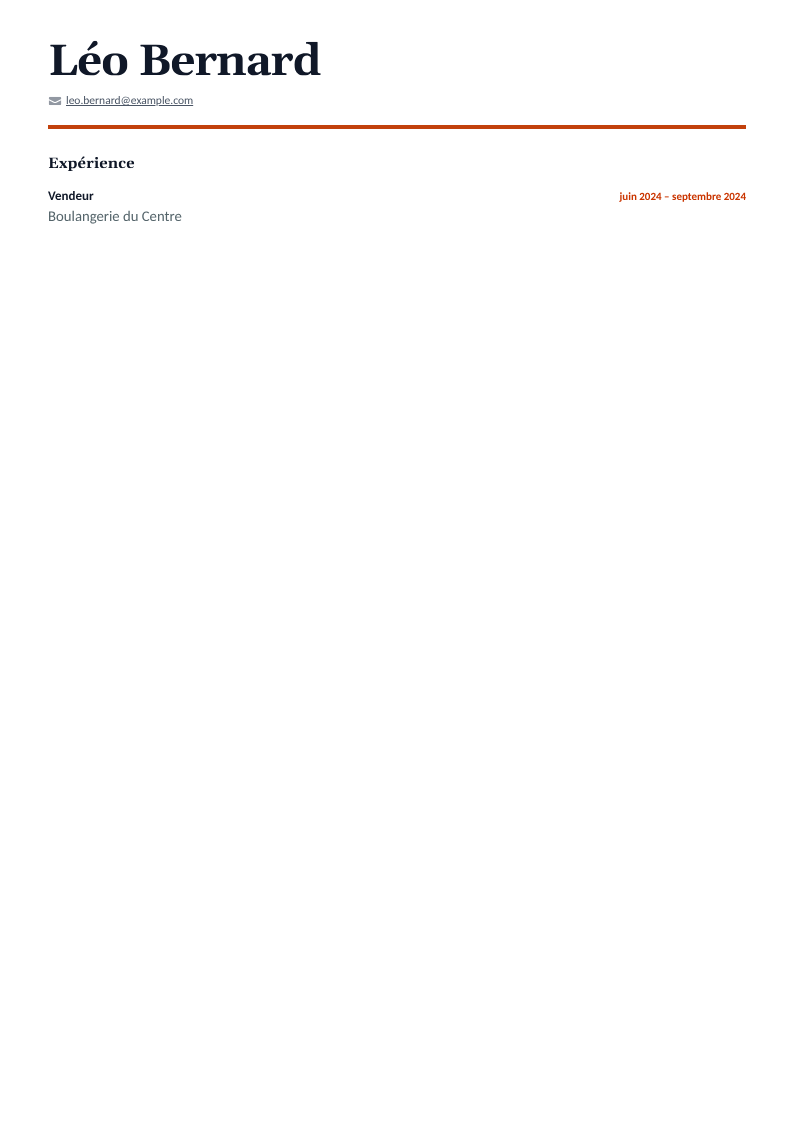 Léo Bernard
leo.bernard@example.com
Expérience
Vendeur juin 2024 – septembre 2024
Boulangerie du Centre